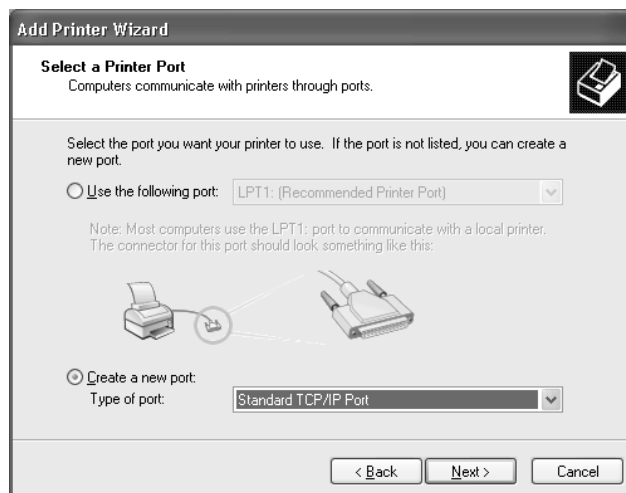 Add Printer Wizard
Select a Printer Port
Computers communicate with printers through ports.
Select the port you want your printer to use. If the port is not listed, you can create a
new port.
Use the following port: LPT1: (Recommended Printer Port)
Note: Most computers use the LPT1: port to communicate with a local printer.
The connector for this port should look something like this:
Create a new port:
Type of port: Standard TCP/IP Port
< Back Next > Cancel